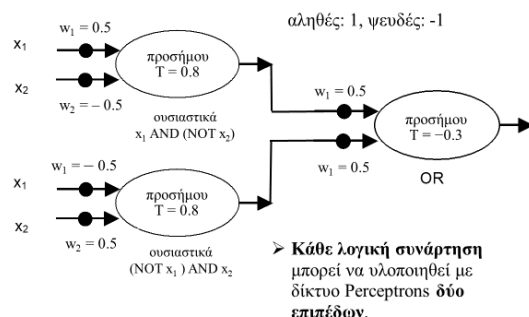 αληθές: 1, ψευδές: -1
x₁
w₁ = 0.5
x₂
w₂ = – 0.5
προσήμου
T = 0.8
ουσιαστικά
x₁ AND (NOT x₂)
x₁
w₁ = – 0.5
x₂
w₂ = 0.5
προσήμου
T = 0.8
ουσιαστικά
(NOT x₁ ) AND x₂
w₁ = 0.5
w₁ = 0.5
προσήμου
T = −0.3
OR
➢ Κάθε λογική συνάρτηση
μπορεί να υλοποιηθεί με
δίκτυο Perceptrons δύο
επιπέδων.